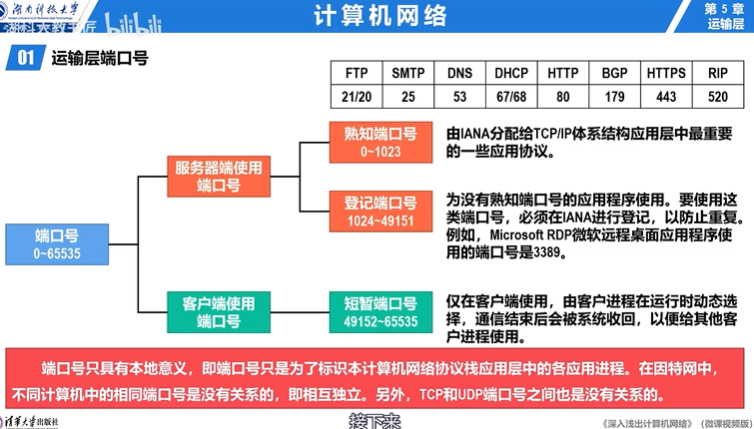 湖南科技大学
计算机网络
第 5 章
运输层
湖科大教书匠 bilibili
01 运输层端口号
FTP SMTP DNS DHCP HTTP BGP HTTPS RIP
21/20 25 53 67/68 80 179 443 520
熟知端口号
0~1023
由IANA分配给TCP/IP体系结构应用层中最重要
的一些应用协议。
服务器端使用
端口号
登记端口号
1024~49151
为没有熟知端口号的应用程序使用。要使用这
类端口号，必须在IANA进行登记，以防止重复。
例如，Microsoft RDP微软远程桌面应用程序使
用的端口号是3389。
端口号
0~65535
客户端使用
端口号
短暂端口号
49152~65535
仅在客户端使用，由客户进程在运行时动态选
择，通信结束后会被系统收回，以便给其他客
户进程使用。
端口号只具有本地意义，即端口号只是为了标识本计算机网络协议栈应用层中的各应用进程。在因特网中，
不同计算机中的相同端口号是没有关系的，即相互独立。另外，TCP和UDP端口号之间也是没有关系的。
清华大学出版社
接下来
《深入浅出计算机网络》（微课视频版）